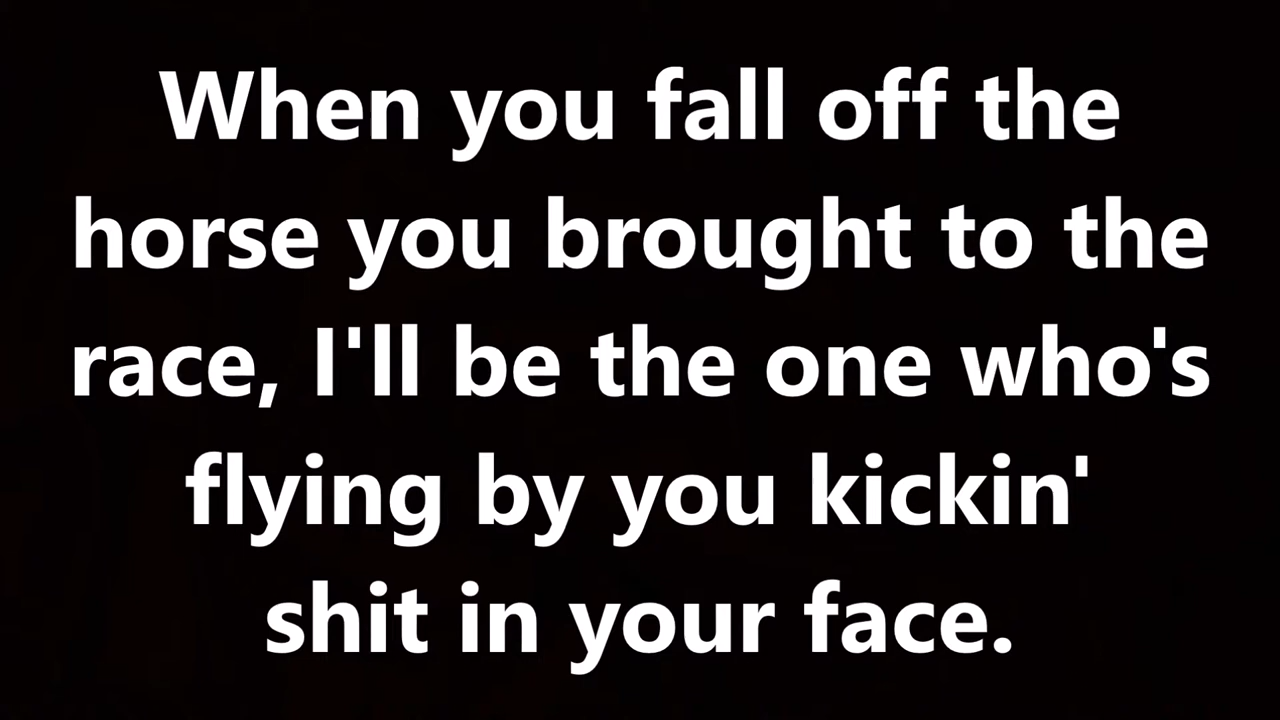 When you fall off the
horse you brought to the
race, I'll be the one who's
flying by you kickin'
shit in your face.